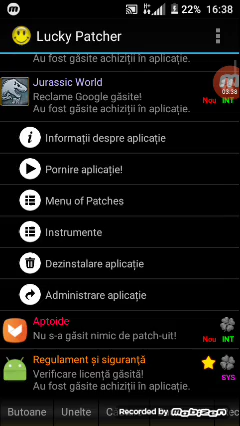 22% 16:38
Lucky Patcher
Au fost găsite achiziții în aplicație.
Jurassic World
Reclame Google găsite!
Au fost găsite achiziții în aplicație.
03:38
Nou INT
Informații despre aplicație
Pornire aplicație!
Menu of Patches
Instrumente
Dezinstalare aplicație
Administrare aplicație
Aptoide
Nu s-a găsit nimic de patch-uit!
Nou INT
Regulament și siguranță
Verificare licență găsită!
Au fost găsite achiziții în aplicație.
SYS
Butoane Unelte
Recorded by Mobizen